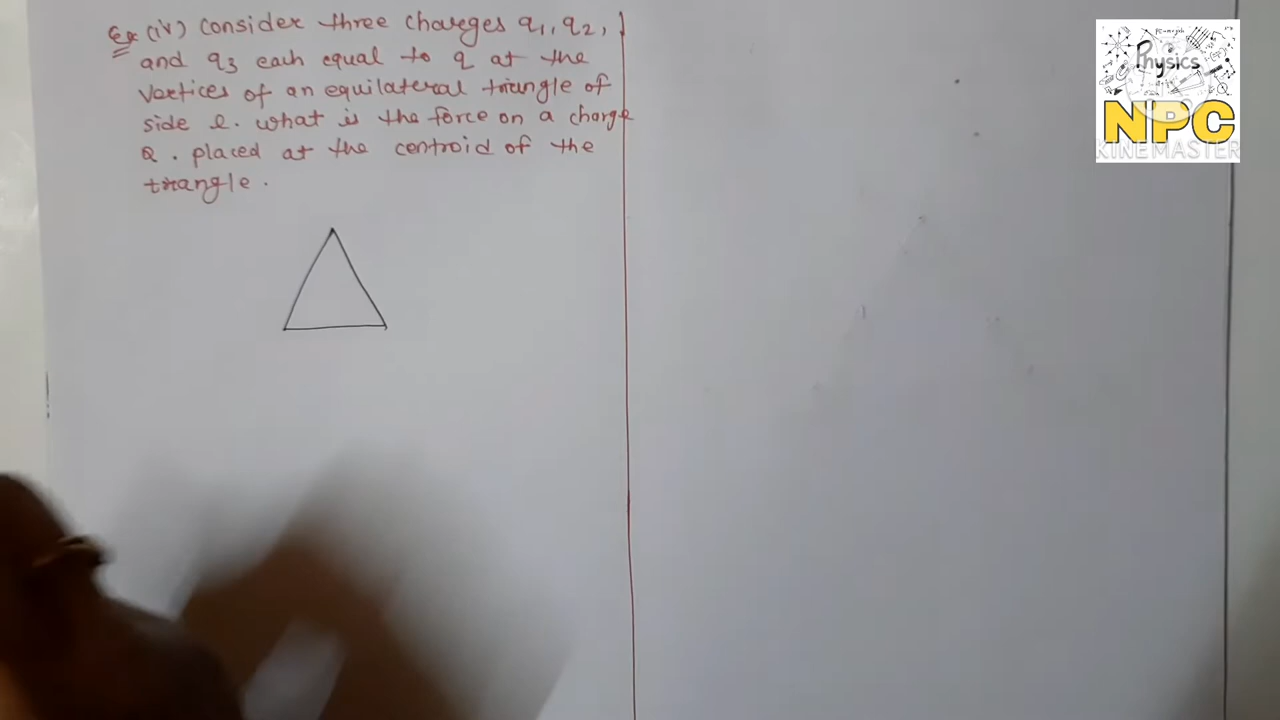 Ex (iv) consider three charges q1, q2,
and q3 each equal to q at the
vertices of an equilateral triangle of
side l. what is the force on a charge
Q. placed at the centroid of the
triangle.
Physics
NPC
KINEMASTER